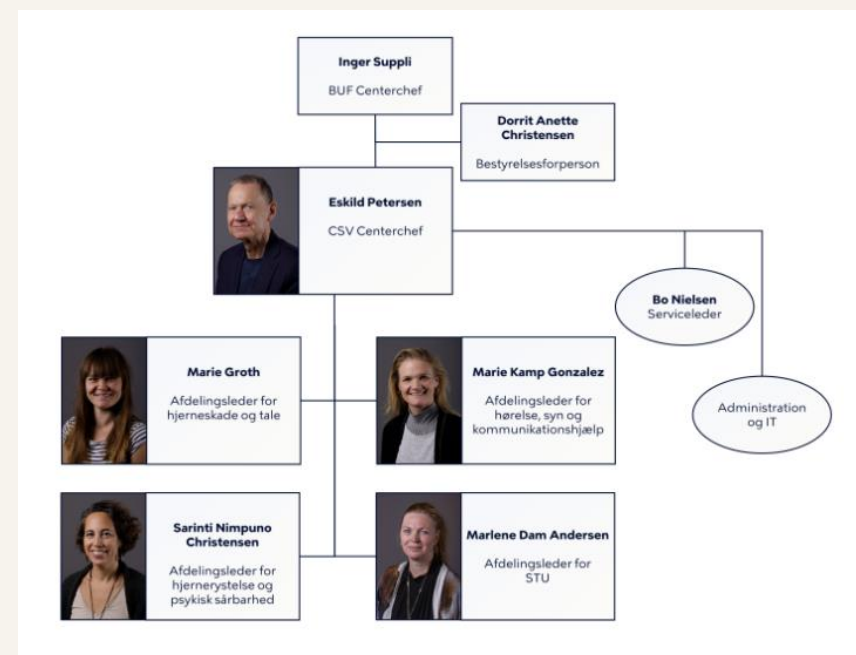 Inger Suppli
BUF Centerchef
Dorrit Anette
Christensen
Bestyrelsesforperson
Eskild Petersen
CSV Centerchef
Bo Nielsen
Serviceleder
Marie Groth
Afdelingsleder for
hjerneskade og tale
Marie Kamp Gonzalez
Afdelingsleder for
hørelse, syn og
kommunikationshjælp
Administration
og IT
Sarinti Nimpuno
Christensen
Afdelingsleder for
hjernerystelse og
psykisk sårbarhed
Marlene Dam Andersen
Afdelingsleder for
STU